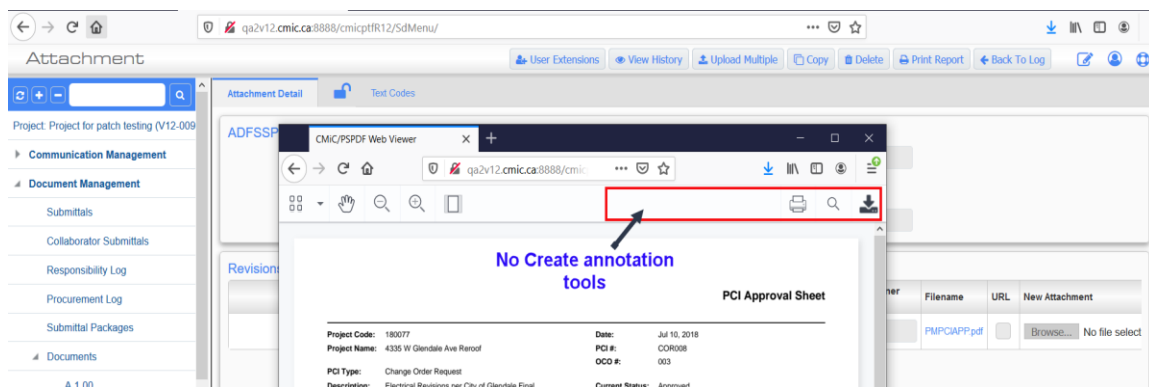 qa2v12.cmic.ca:8888/cmicptfR12/SdMenu/
Attachment
User Extensions
View History
Upload Multiple
Copy
Delete
Print Report
Back To Log
Attachment Detail
Text Codes
Project: Project for patch testing (V12-009
ADFSSP
CMiC/PSPDF Web Viewer
Communication Management
qa2v12.cmic.ca:8888/cmic
Document Management
Submittals
Collaborator Submittals
No Create annotation
tools
Responsibility Log
Revisions
PCI Approval Sheet
Procurement Log
ner
Filename
URL
New Attachment
Submittal Packages
Project Code: 180077
Date: Jul 10, 2018
PMPCIAPP.pdf
Browse...
No file select
Project Name: 4335 W Glendale Ave Reroof
PCI #: COR008
OCO #: 003
Documents
PCI Type: Change Order Request
Description: Electrical Revisions per City of Glendale Final
Current Status: Approved
A 1.00